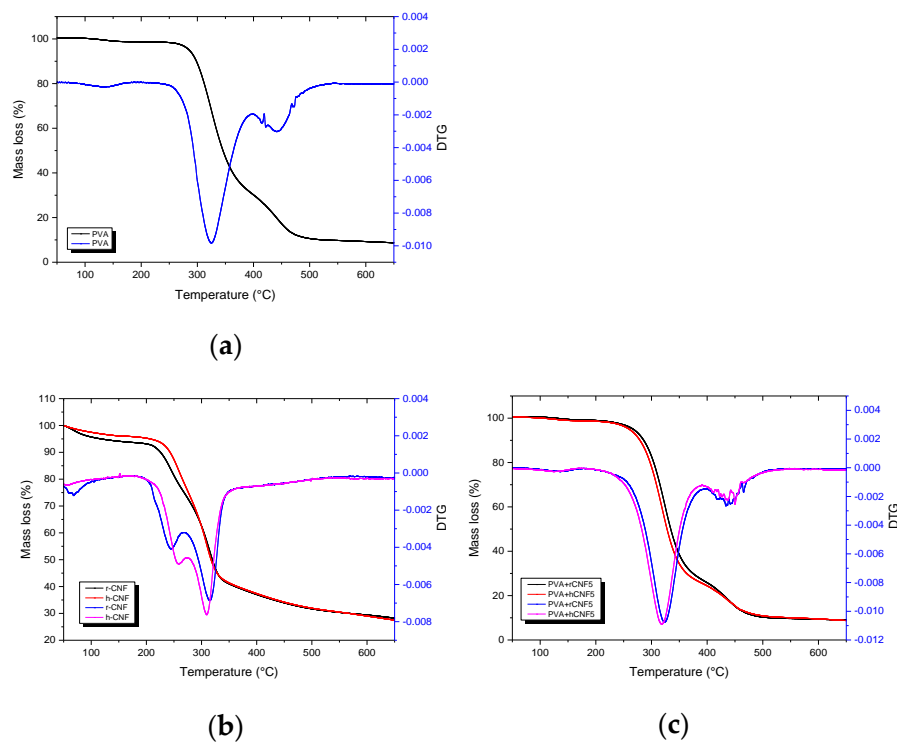 100
80
60
40
20
0
Mass loss (%)
100
200
300
400
500
600
Temperature (°C)
0.004
0.002
0.000
-0.002
-0.004
-0.006
-0.008
-0.010
DTG
PVA
PVA
(a)
110
100
90
80
70
60
50
40
30
20
Mass loss (%)
0
100
200
300
400
500
600
Temperature (°C)
0.004
0.002
0.000
-0.002
-0.004
-0.006
-0.008
DTG
r-CNF
h-CNF
r-CNF
h-CNF
(b)
100
80
60
40
20
0
Mass loss (%)
100
200
300
400
500
600
Temperature (°C)
0.004
0.002
0.000
-0.002
-0.004
-0.006
-0.008
-0.010
-0.012
DTG
PVA+rCNF5
PVA+hCNF5
PVA+rCNF5
PVA+hCNF5
(c)